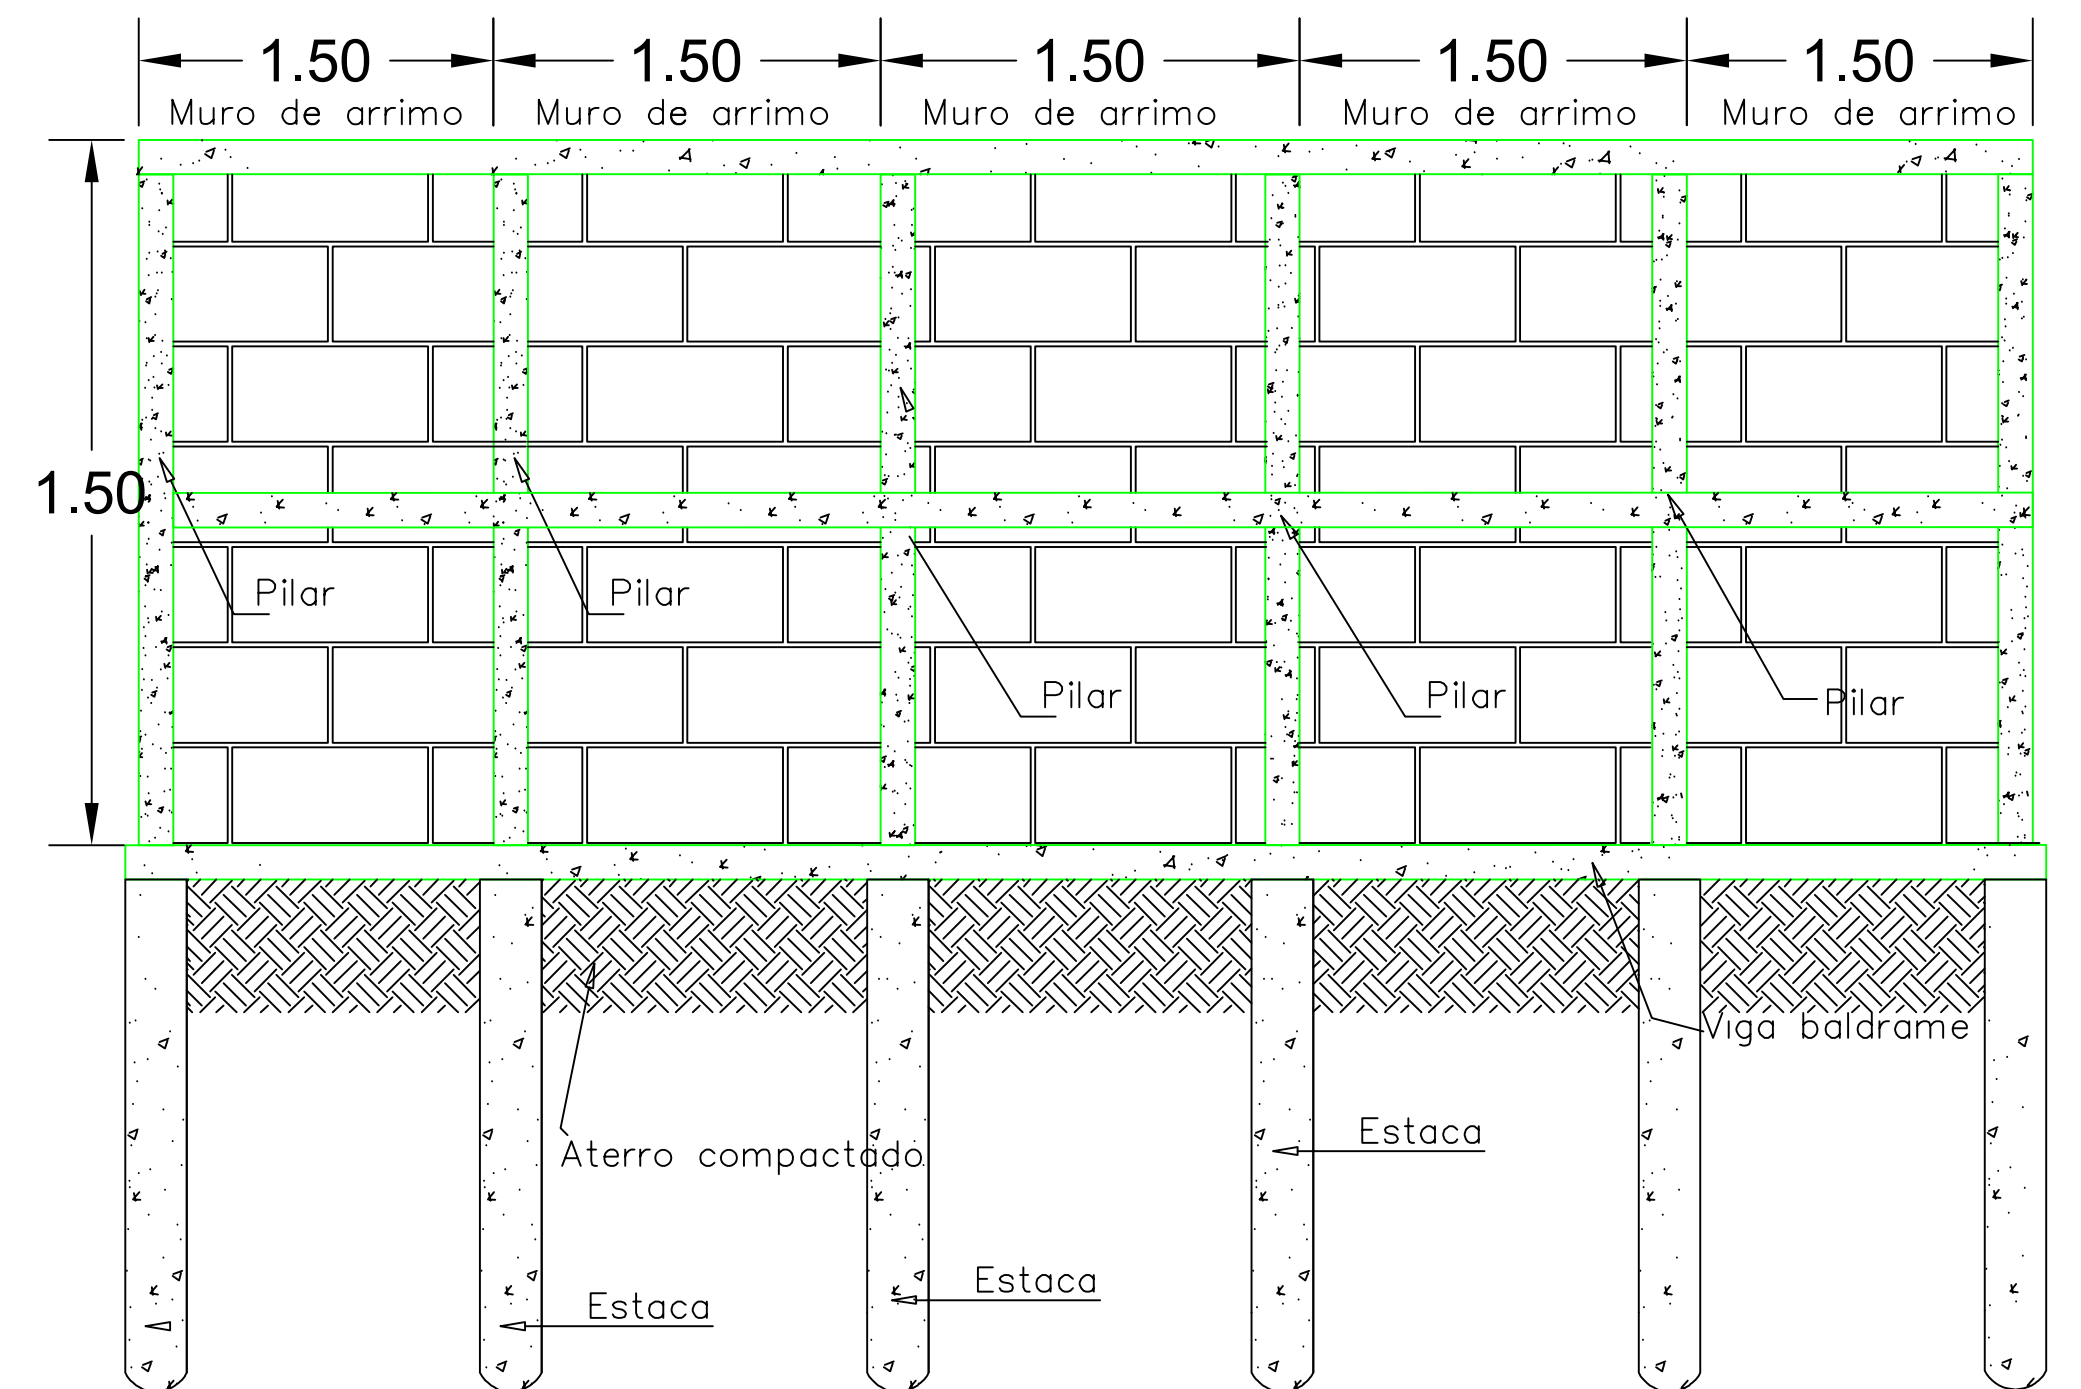 1.50 1.50 1.50 1.50 1.50
Muro de arrimo Muro de arrimo Muro de arrimo Muro de arrimo Muro de arrimo
1.50
Pilar Pilar
Pilar Pilar Pilar
Viga baldrame
Estaca
Aterro compactado
Estaca
Estaca